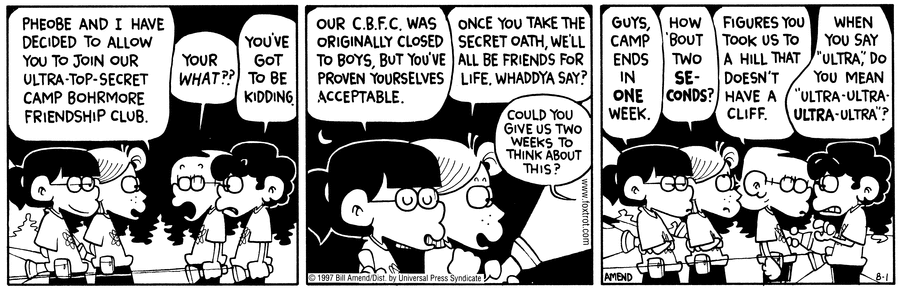 PHEOBE AND I HAVE
DECIDED TO ALLOW
YOU TO JOIN OUR
ULTRA-TOP-SECRET
CAMP BOHRMORE
FRIENDSHIP CLUB.
YOUR
WHAT??
YOU'VE
GOT
TO BE
KIDDING.
OUR C.B.F.C. WAS
ORIGINALLY CLOSED
TO BOYS, BUT YOU'VE
PROVEN YOURSELVES
ACCEPTABLE.
ONCE YOU TAKE THE
SECRET OATH, WE'LL
ALL BE FRIENDS FOR
LIFE. WHADDYA SAY?
COULD YOU
GIVE US TWO
WEEKS TO
THINK ABOUT
THIS?
© 1997 Bill Amend/Dist. by Universal Press Syndicate
www.foxtrot.com
GUYS,
CAMP
ENDS
IN
ONE
WEEK.
HOW
'BOUT
TWO
SE-
CONDS?
FIGURES YOU
TOOK US TO
A HILL THAT
DOESN'T
HAVE A
CLIFF.
WHEN
YOU SAY
"ULTRA," DO
YOU MEAN
"ULTRA-ULTRA-
ULTRA-ULTRA"?
AMEND
8-1